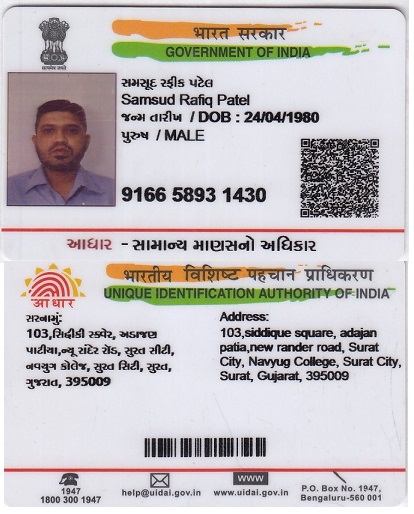 भारत सरकार
GOVERNMENT OF INDIA
સમસૂદ રફીક પટેલ
Samsud Rafiq Patel
જન્મ તારીખ / DOB : 24/04/1980
પુરુષ / MALE
9166 5893 1430
આધાર - સામાન્ય માણસનો અધિકાર
भारतीय विशिष्ट पहचान प्राधिकरण
आधार
UNIQUE IDENTIFICATION AUTHORITY OF INDIA
સરનામું:
103,સિદ્દીકી સ્ક્વેર, અડાજણ
પાટીયા,ન્યૂ રાંદેર રોડ, સુરત સીટી,
નવયુગ કોલેજ, સુરત સિટી, સુરત,
ગુજરાત, 395009
Address:
103,siddique square, adajan
patia,new rander road, Surat
City, Navyug College, Surat City,
Surat, Gujarat, 395009
1947
1800 300 1947
help@uidai.gov.in
www
www.uidai.gov.in
P.O. Box No. 1947,
Bengaluru-560 001